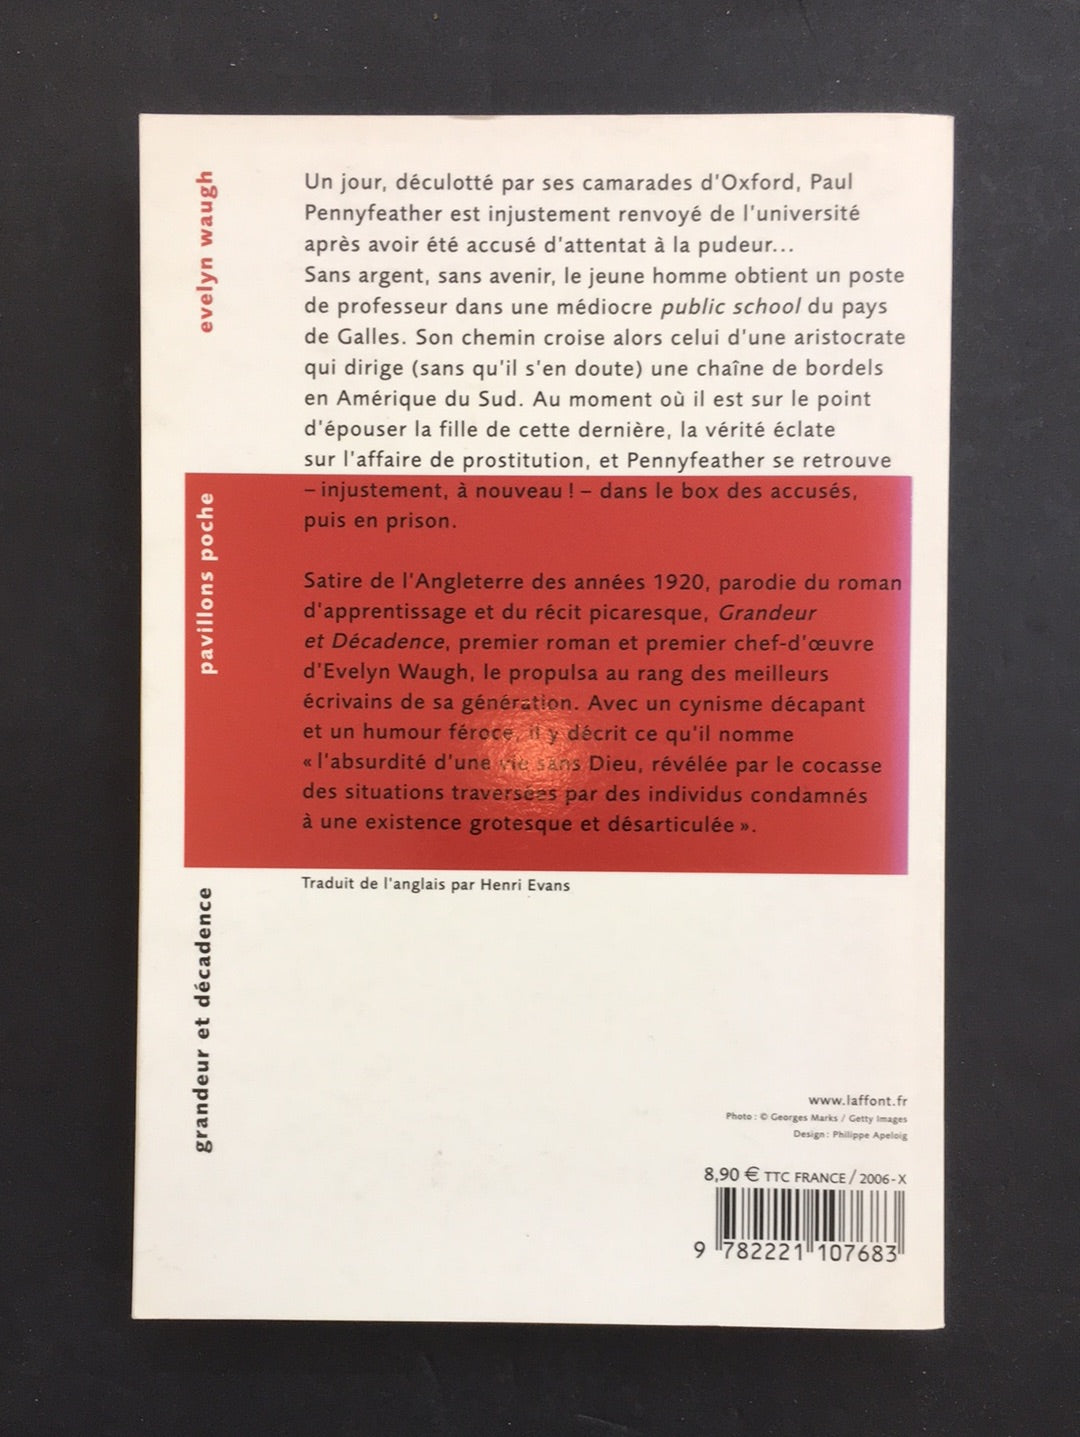 evelyn waugh
Un jour, déculotté par ses camarades d'Oxford, Paul
Pennyfeather est injustement renvoyé de l'université
après avoir été accusé d'attentat à la pudeur...
Sans argent, sans avenir, le jeune homme obtient un poste
de professeur dans une médiocre public school du pays
de Galles. Son chemin croise alors celui d'une aristocrate
qui dirige (sans qu'il s'en doute) une chaîne de bordels
en Amérique du Sud. Au moment où il est sur le point
d'épouser la fille de cette dernière, la vérité éclate
sur l'affaire de prostitution, et Pennyfeather se retrouve
– injustement, à nouveau ! – dans le box des accusés,
puis en prison.
pavillons poche
Satire de l'Angleterre des années 1920, parodie du roman
d'apprentissage et du récit picaresque, Grandeur
et Décadence, premier roman et premier chef-d'œuvre
d'Evelyn Waugh, le propulsa au rang des meilleurs
écrivains de sa génération. Avec un cynisme décapant
et un humour féroce, il y décrit ce qu'il nomme
« l'absurdité d'une vie sans Dieu, révélée par le cocasse
des situations traversées par des individus condamnés
à une existence grotesque et désarticulée ».
Traduit de l'anglais par Henri Evans
grandeur et décadence
www.laffont.fr
Photo : © Georges Marks / Getty Images
Design : Philippe Apeloig
8,90 € TTC FRANCE / 2006-X
9 782221 107683